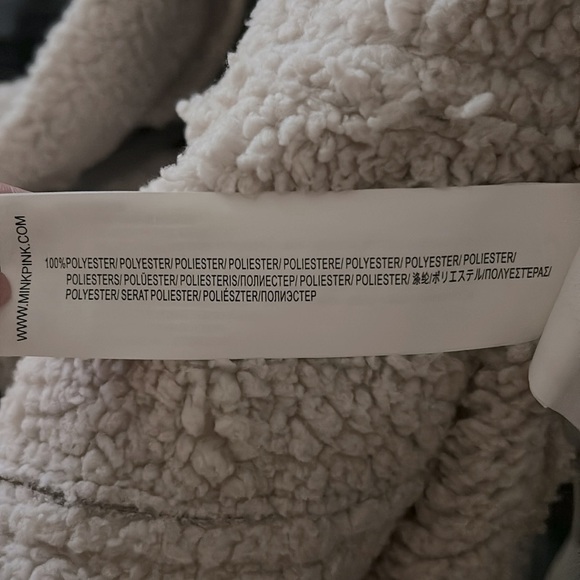 WWW.MINKPINK.COM
100%POLYESTER/ POLYESTER/ POLIESTER/ POLIESTER/ POLIESTERE/ POLYESTER/ POLYESTER/ POLIESTER/
POLIESTERS/ POLÜESTER/ POLIESTERIS/ПОЛИЕСТЕР/ POLIESTER/ POLIESTER/ 涤纶/ポリエステル/ΠΟΛΥΕΣΤΕΡΑΣ/
POLYESTER/ SERAT POLIESTER/ POLIÉSZTER/ПОЛИЭСТЕР